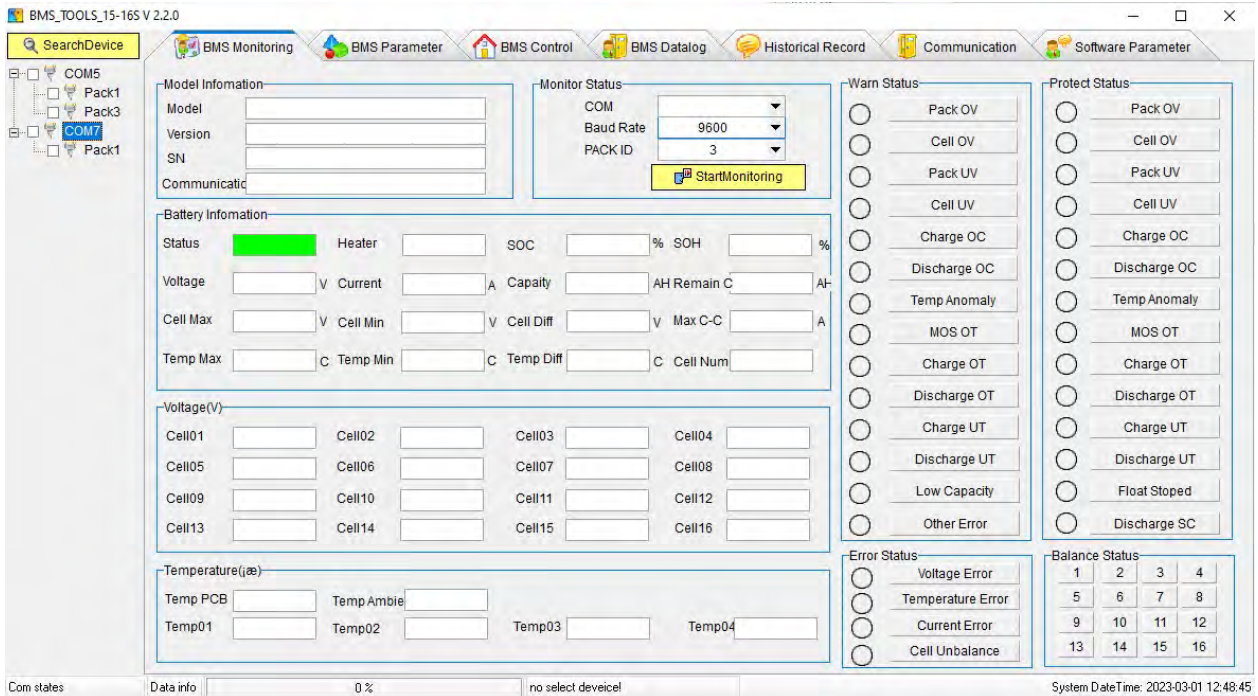 BMS_TOOLS_15-16S V 2.2.0
SearchDevice
BMS Monitoring
BMS Parameter
BMS Control
BMS Datalog
Historical Record
Communication
Software Parameter
COM5
Pack1
Pack3
COM7
Pack1
Model Infomation
Model
Version
SN
Communicatic
Monitor Status
COM
Baud Rate 9600
PACK ID 3
StartMonitoring
Battery Infomation
Status Heater SOC % SOH %
Voltage V Current A Capaity AH Remain C AH
Cell Max V Cell Min V Cell Diff V Max C-C A
Temp Max C Temp Min C Temp Diff C Cell Num
Voltage(V)
Cell01 Cell02 Cell03 Cell04
Cell05 Cell06 Cell07 Cell08
Cell09 Cell10 Cell11 Cell12
Cell13 Cell14 Cell15 Cell16
Temperature(¡æ)
Temp PCB Temp Ambie
Temp01 Temp02 Temp03 Temp04
Warn Status
Pack OV
Cell OV
Pack UV
Cell UV
Charge OC
Discharge OC
Temp Anomaly
MOS OT
Charge OT
Discharge OT
Charge UT
Discharge UT
Low Capacity
Other Error
Protect Status
Pack OV
Cell OV
Pack UV
Cell UV
Charge OC
Discharge OC
Temp Anomaly
MOS OT
Charge OT
Discharge OT
Charge UT
Discharge UT
Float Stoped
Discharge SC
Error Status
Voltage Error
Temperature Error
Current Error
Cell Unbalance
Balance Status
1 2 3 4
5 6 7 8
9 10 11 12
13 14 15 16
Com states
Data info
0 %
no select deveice!
System DateTime: 2023-03-01 12:48:45